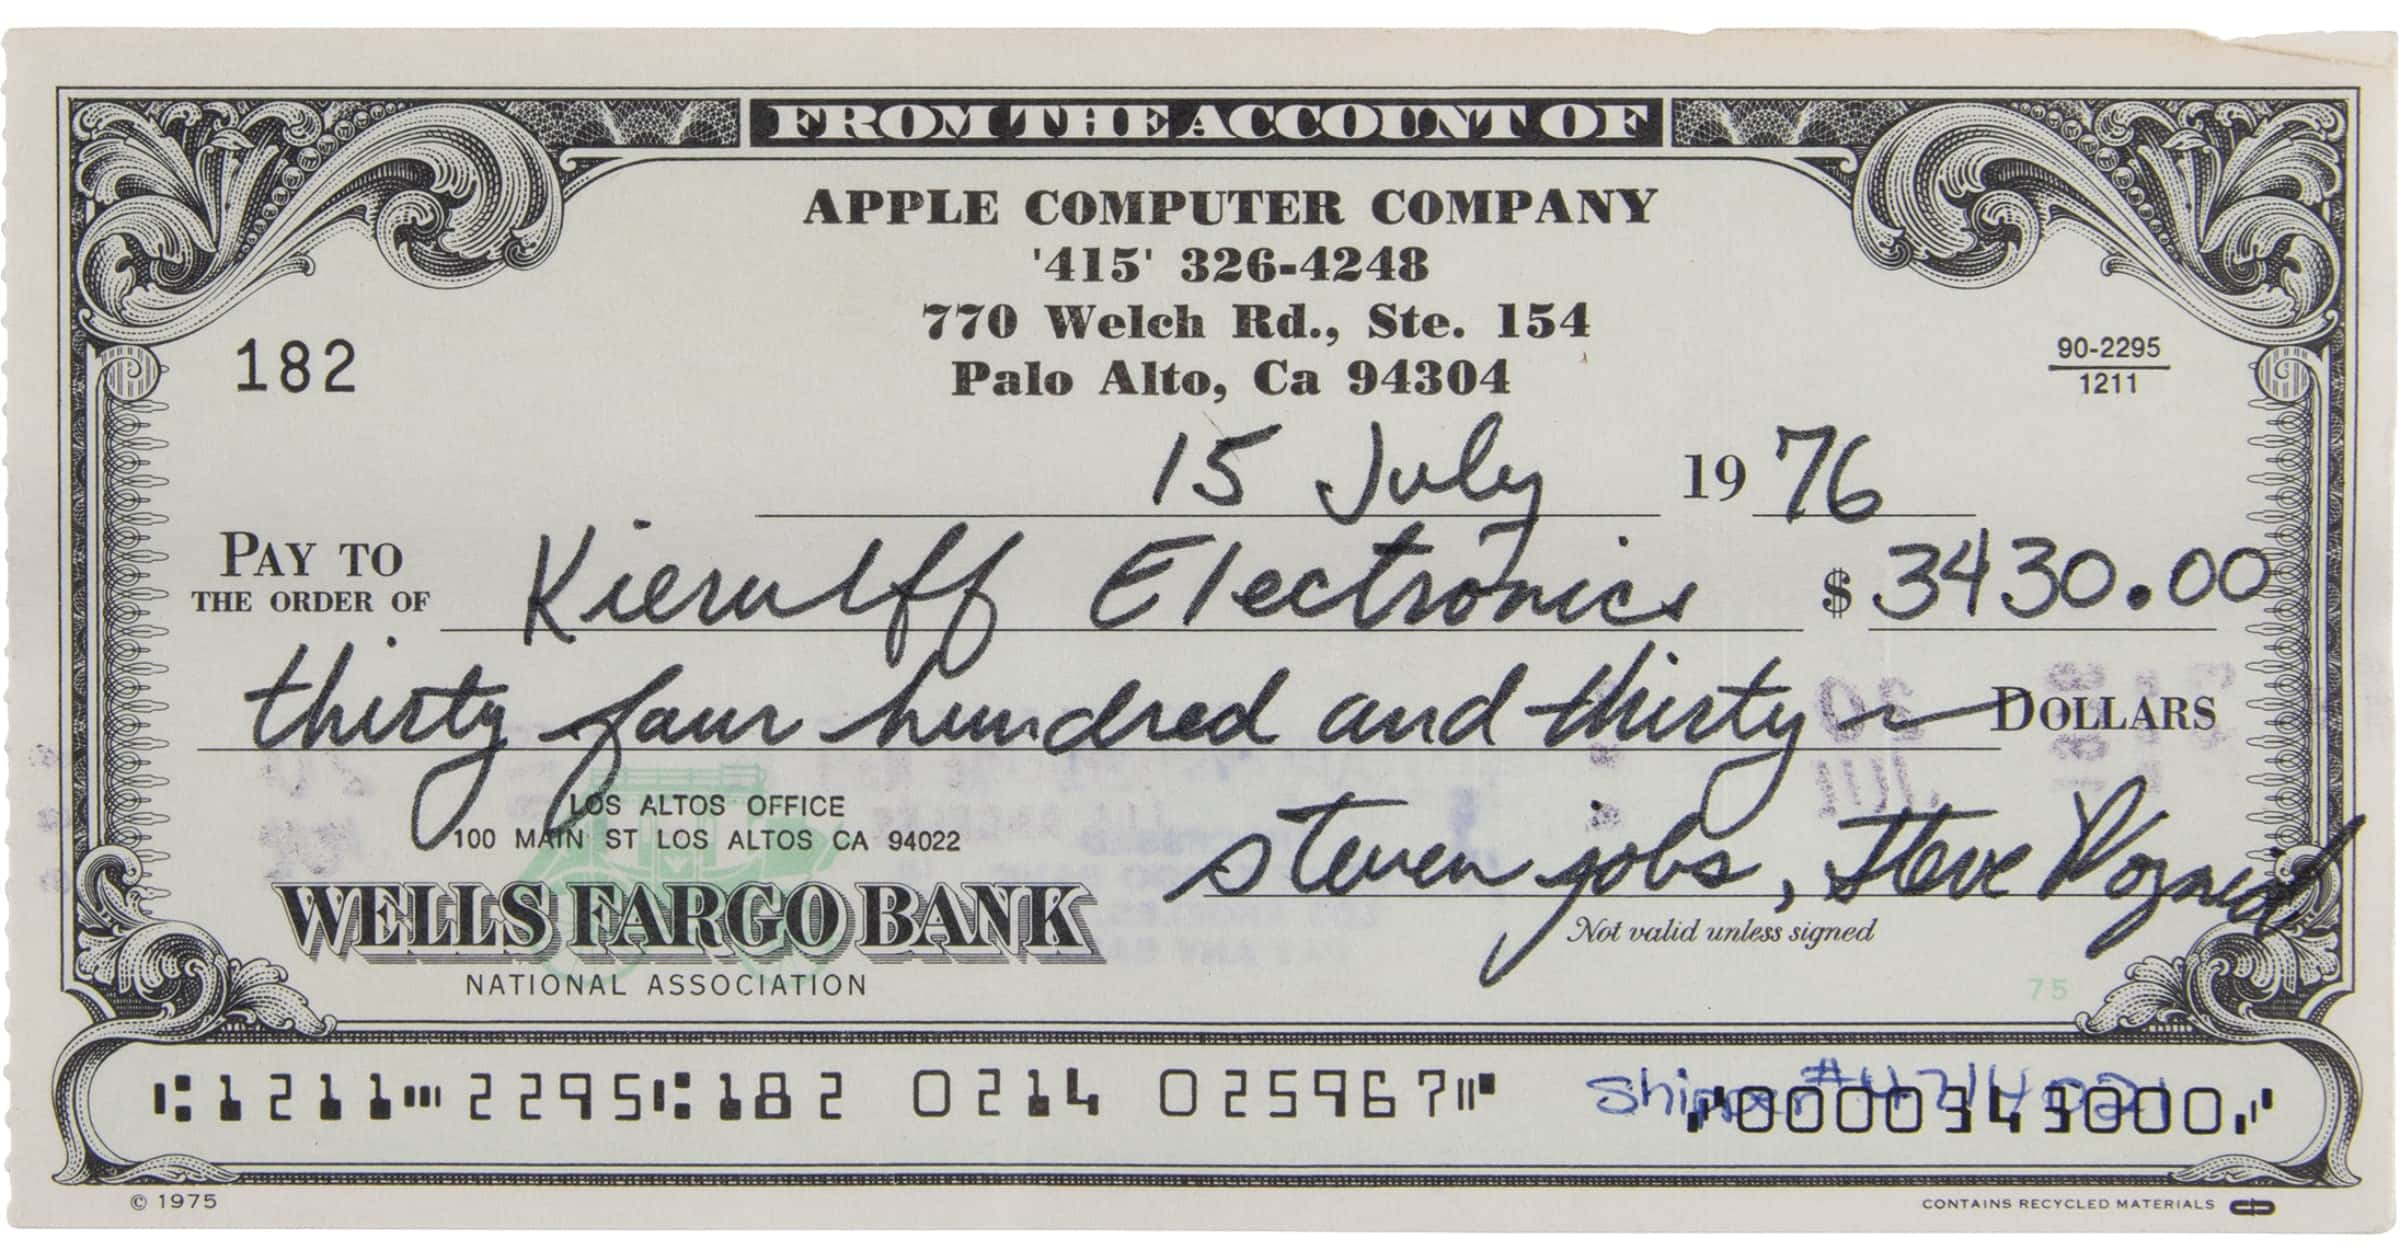 FROM THE ACCOUNT OF
APPLE COMPUTER COMPANY
'415' 326-4248
770 Welch Rd., Ste. 154
Palo Alto, Ca 94304
182
90-2295
1211
15 July 19 76
PAY TO THE ORDER OF Kierulff Electronics $ 3430.00
thirty four hundred and thirty DOLLARS
LOS ALTOS OFFICE
100 MAIN ST LOS ALTOS CA 94022
steven jobs, Steve Wozniak
WELLS FARGO BANK
Not valid unless signed
NATIONAL ASSOCIATION
75
⑆1211⑉2295⑆182 0214 025967⑈ ⑇0000343000⑇
© 1975
CONTAINS RECYCLED MATERIALS